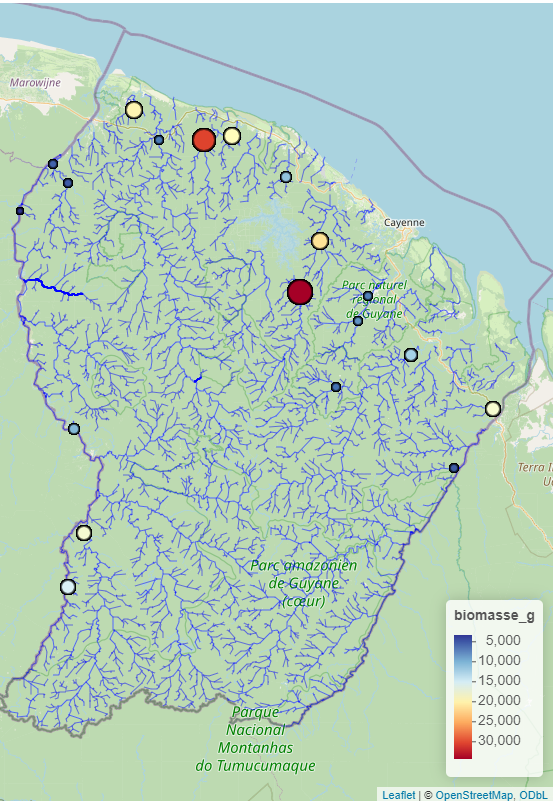 Marowijne
Cayenne
Parc naturel
régional
de Guyane
Terra I
Ua
Parc amazonien
de Guyane
(cœur)
Parque
Nacional
Montanhas
do Tumucumaque
biomasse_g
5,000
10,000
15,000
20,000
25,000
30,000
Leaflet | © OpenStreetMap, ODbL